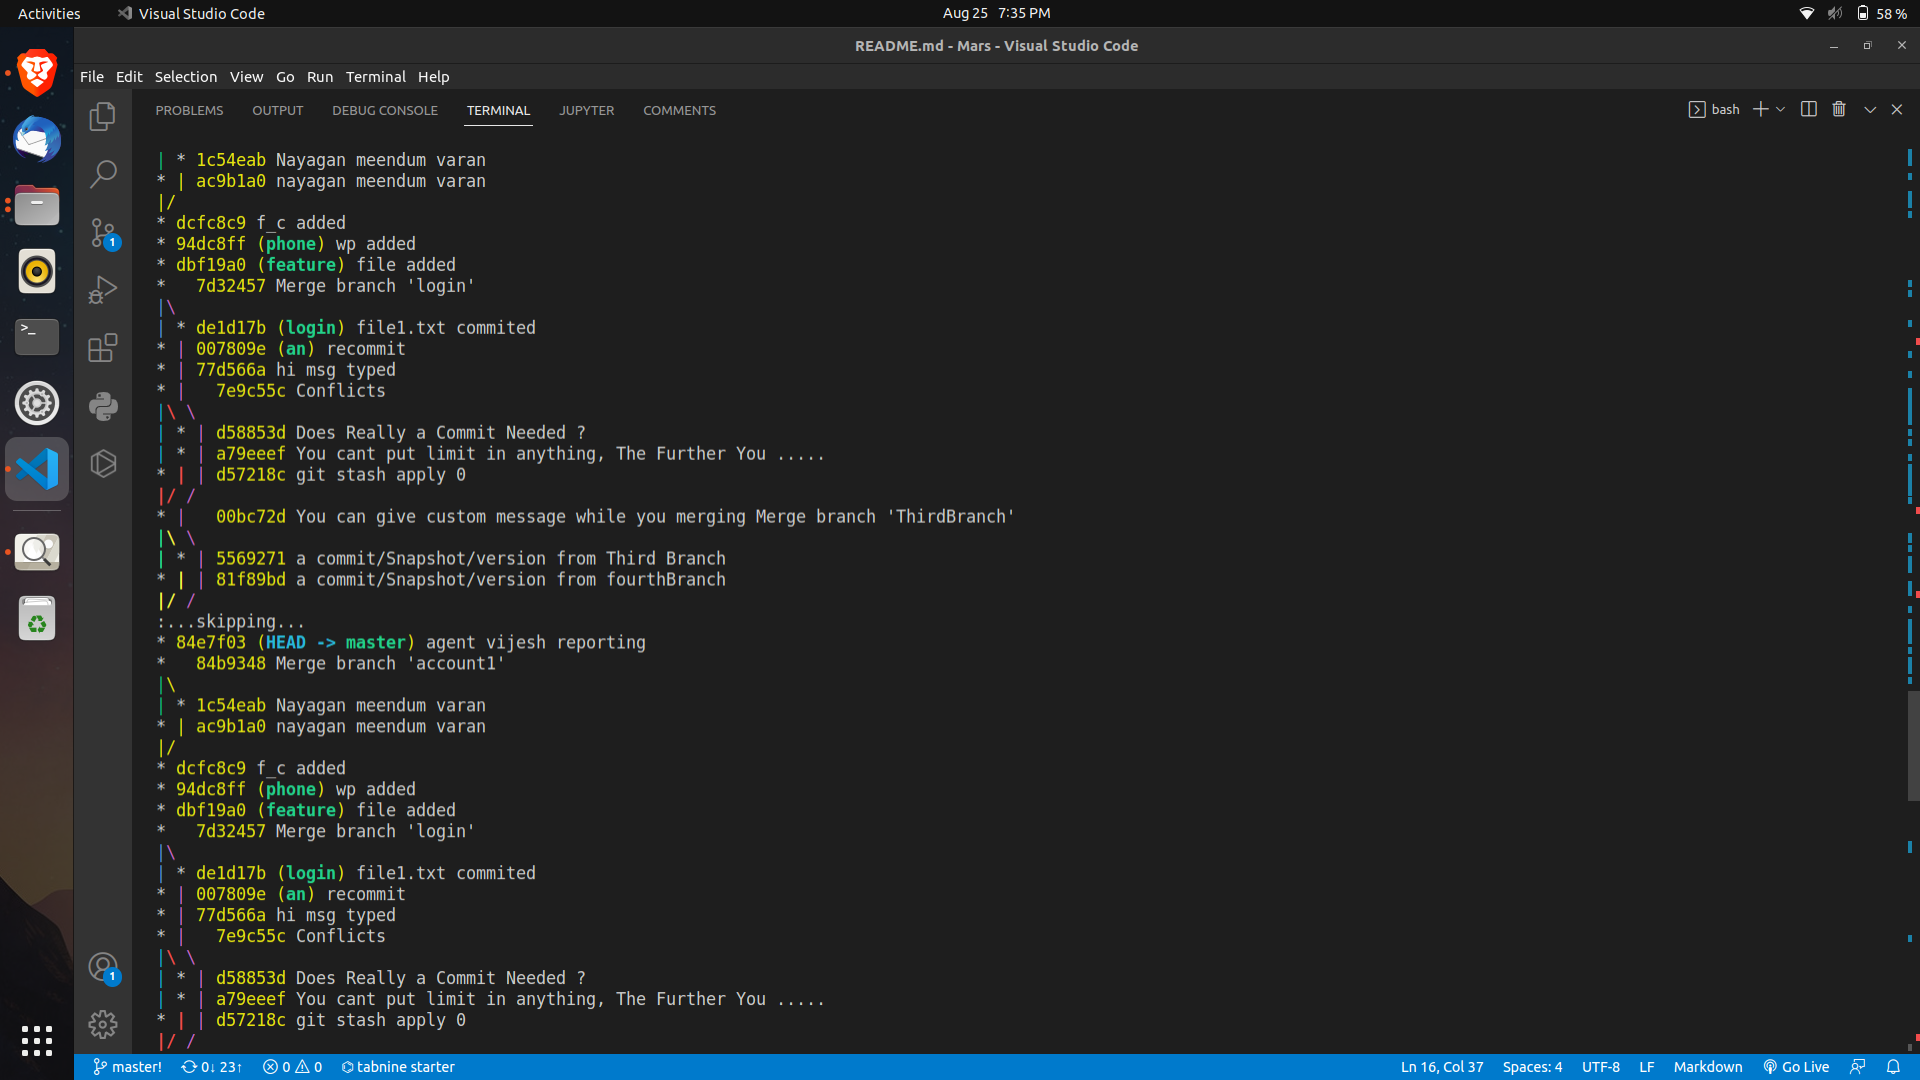 Activities Visual Studio Code Aug 25 7:35 PM 58 %
README.md - Mars - Visual Studio Code
File Edit Selection View Go Run Terminal Help
PROBLEMS OUTPUT DEBUG CONSOLE TERMINAL JUPYTER COMMENTS bash
| * 1c54eab Nayagan meendum varan
* | ac9b1a0 nayagan meendum varan
|/
* dcfc8c9 f_c added
* 94dc8ff (phone) wp added
* dbf19a0 (feature) file added
*   7d32457 Merge branch 'login'
|\
| * de1d17b (login) file1.txt commited
* | 007809e (an) recommit
* | 77d566a hi msg typed
* |   7e9c55c Conflicts
|\ \
| * | d58853d Does Really a Commit Needed ?
| * | a79eeef You cant put limit in anything, The Further You .....
* | | d57218c git stash apply 0
|/ /
* |   00bc72d You can give custom message while you merging Merge branch 'ThirdBranch'
|\ \
| * | 5569271 a commit/Snapshot/version from Third Branch
* | | 81f89bd a commit/Snapshot/version from fourthBranch
|/ /
:...skipping...
* 84e7f03 (HEAD -> master) agent vijesh reporting
*   84b9348 Merge branch 'account1'
|\
| * 1c54eab Nayagan meendum varan
* | ac9b1a0 nayagan meendum varan
|/
* dcfc8c9 f_c added
* 94dc8ff (phone) wp added
* dbf19a0 (feature) file added
*   7d32457 Merge branch 'login'
|\
| * de1d17b (login) file1.txt commited
* | 007809e (an) recommit
* | 77d566a hi msg typed
* |   7e9c55c Conflicts
|\ \
| * | d58853d Does Really a Commit Needed ?
| * | a79eeef You cant put limit in anything, The Further You .....
* | | d57218c git stash apply 0
|/ /
1
1
master! 0↓ 23↑ 0 0 tabnine starter Ln 16, Col 37 Spaces: 4 UTF-8 LF Markdown Go Live